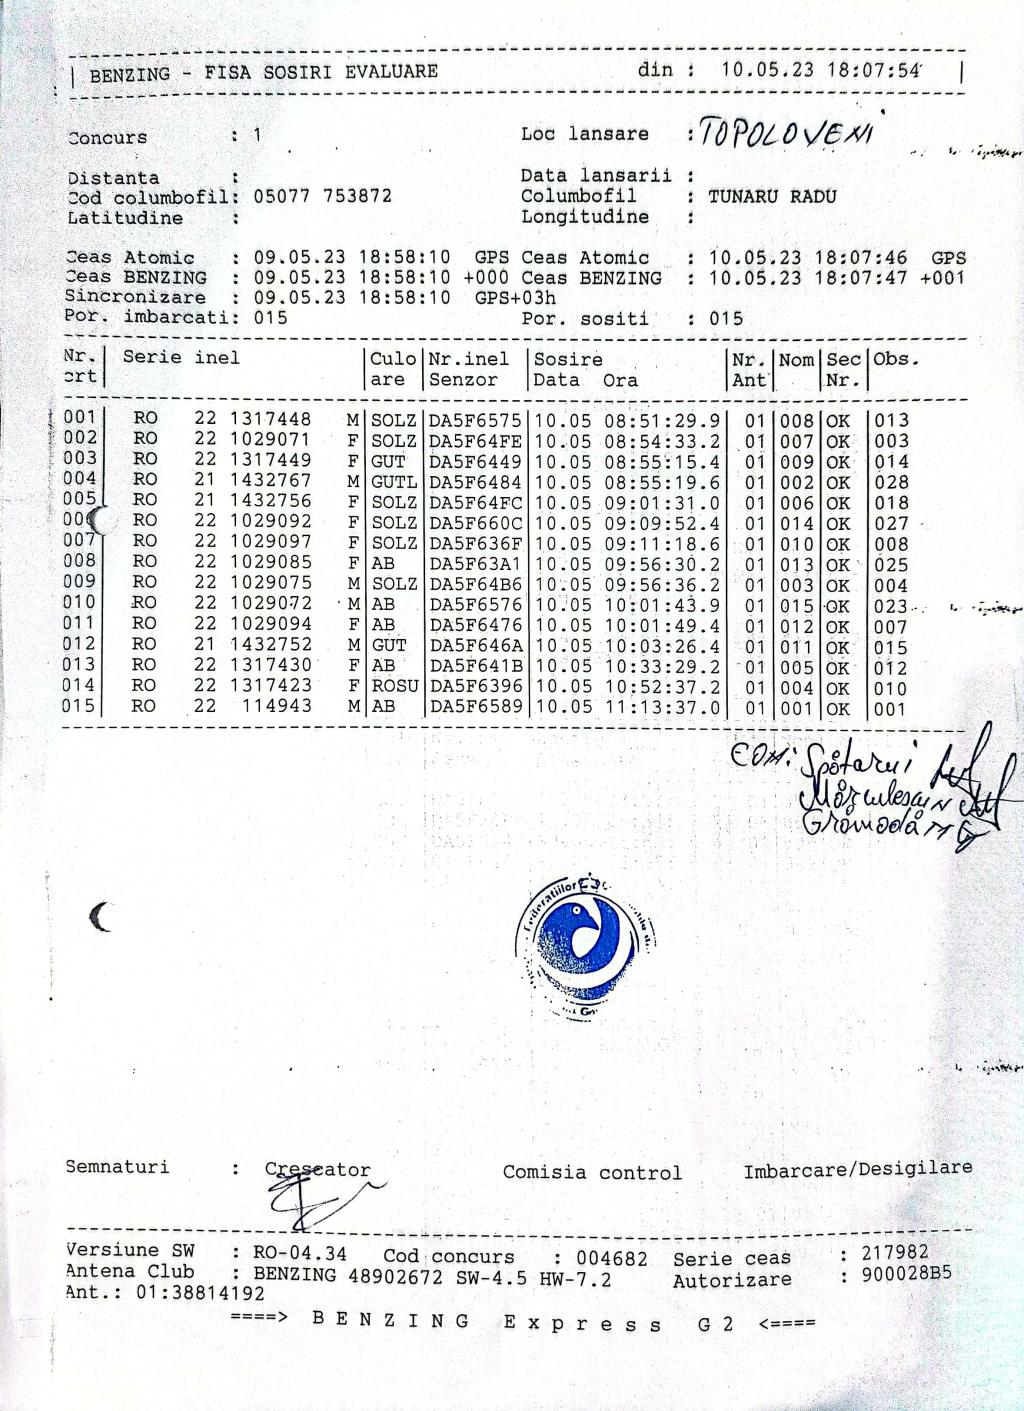 | BENZING - FISA SOSIRI EVALUARE din : 10.05.23 18:07:54 |
Concurs : 1 Loc lansare : TOPOLOVENI
Distanta : Data lansarii :
Cod columbofil: 05077 753872 Columbofil : TUNARU RADU
Latitudine : Longitudine :
Ceas Atomic : 09.05.23 18:58:10 GPS Ceas Atomic : 10.05.23 18:07:46 GPS
Ceas BENZING : 09.05.23 18:58:10 +000 Ceas BENZING : 10.05.23 18:07:47 +001
Sincronizare : 09.05.23 18:58:10 GPS+03h
Por. imbarcati: 015 Por. sositi : 015
Nr. | Serie inel | Culo | Nr.inel | Sosire | Nr. | Nom | Sec | Obs.
crt | | are | Senzor | Data Ora | Ant | | Nr. |
001 | RO 22 1317448 M | SOLZ | DA5F6575 | 10.05 08:51:29.9 | 01 | 008 | OK | 013
002 | RO 22 1029071 F | SOLZ | DA5F64FE | 10.05 08:54:33.2 | 01 | 007 | OK | 003
003 | RO 22 1317449 F | GUT | DA5F6449 | 10.05 08:55:15.4 | 01 | 009 | OK | 014
004 | RO 21 1432767 M | GUTL | DA5F6484 | 10.05 08:55:19.6 | 01 | 002 | OK | 028
005 | RO 21 1432756 F | SOLZ | DA5F64FC | 10.05 09:01:31.0 | 01 | 006 | OK | 018
006 | RO 22 1029092 F | SOLZ | DA5F660C | 10.05 09:09:52.4 | 01 | 014 | OK | 027
007 | RO 22 1029097 F | SOLZ | DA5F636F | 10.05 09:11:18.6 | 01 | 010 | OK | 008
008 | RO 22 1029085 F | AB | DA5F63A1 | 10.05 09:56:30.2 | 01 | 013 | OK | 025
009 | RO 22 1029075 M | SOLZ | DA5F64B6 | 10.05 09:56:36.2 | 01 | 003 | OK | 004
010 | RO 22 1029072 M | AB | DA5F6576 | 10.05 10:01:43.9 | 01 | 015 | OK | 023
011 | RO 22 1029094 F | AB | DA5F6476 | 10.05 10:01:49.4 | 01 | 012 | OK | 007
012 | RO 21 1432752 M | GUT | DA5F646A | 10.05 10:03:26.4 | 01 | 011 | OK | 015
013 | RO 22 1317430 F | AB | DA5F641B | 10.05 10:33:29.2 | 01 | 005 | OK | 012
014 | RO 22 1317423 F | ROSU | DA5F6396 | 10.05 10:52:37.2 | 01 | 004 | OK | 010
015 | RO 22 114943 M | AB | DA5F6589 | 10.05 11:13:37.0 | 01 | 001 | OK | 001
COM: Spătaru i
Măzculescu N
Grămadă M
Federatiilor
Semnaturi : Crescator Comisia control Imbarcare/Desigilare
Versiune SW : RO-04.34 Cod concurs : 004682 Serie ceas : 217982
Antena Club : BENZING 48902672 SW-4.5 HW-7.2 Autorizare : 900028B5
Ant.: 01:38814192
====> B E N Z I N G E x p r e s s G 2 <====